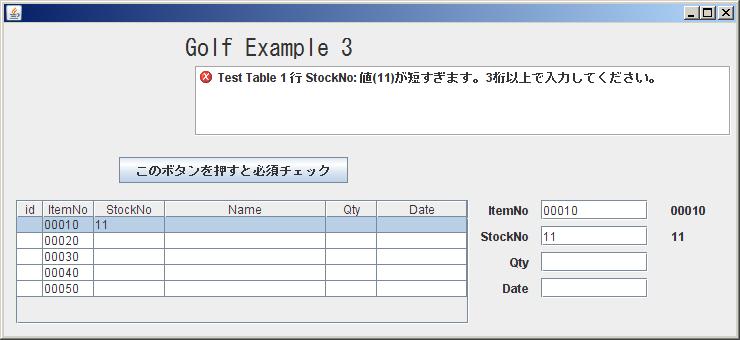 Golf Example 3
Test Table 1 行 StockNo: 値(11)が短すぎます。3桁以上で入力してください。
このボタンを押すと必須チェック
id ItemNo StockNo Name Qty Date
00010 11
00020
00030
00040
00050
ItemNo 00010 00010
StockNo 11 11
Qty
Date